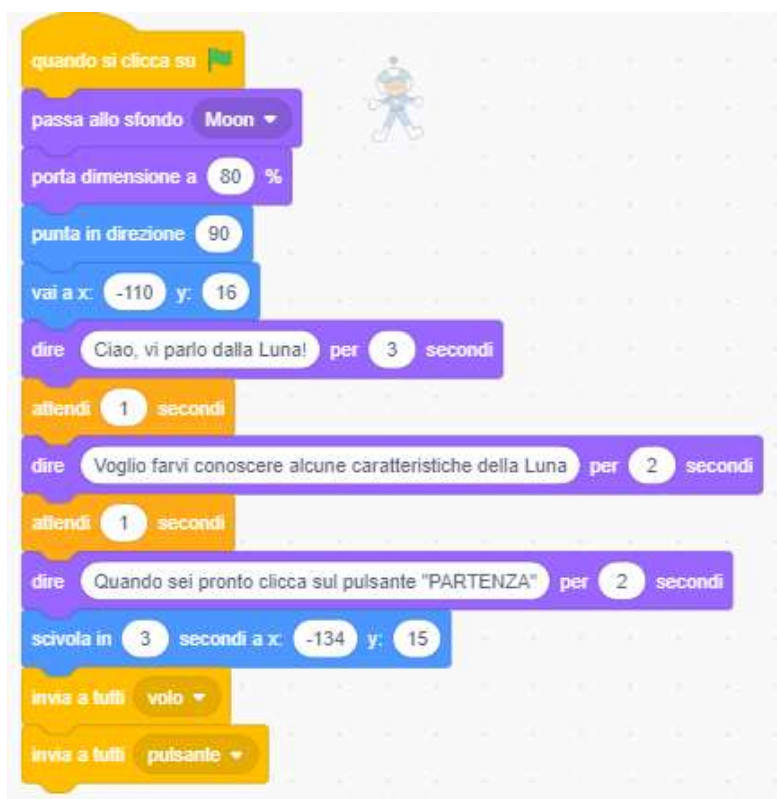 quando si clicca su
passa allo sfondo Moon
porta dimensione a 80 %
punta in direzione 90
vai a x: -110 y: 16
dire Ciao, vi parlo dalla Luna! per 3 secondi
attendi 1 secondi
dire Voglio farvi conoscere alcune caratteristiche della Luna per 2 secondi
attendi 1 secondi
dire Quando sei pronto clicca sul pulsante "PARTENZA" per 2 secondi
scivola in 3 secondi a x: -134 y: 15
invia a tutti volo
invia a tutti pulsante